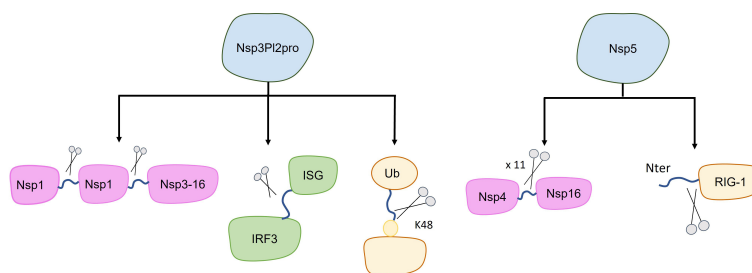 Nsp3Pl2pro
Nsp5
Nsp1
Nsp1
Nsp3-16
ISG
IRF3
Ub
K48
x 11
Nsp4
Nsp16
Nter
RIG-1